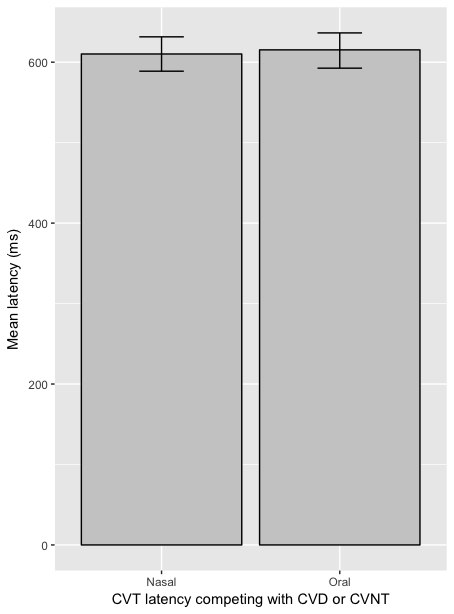 Mean latency (ms)
600
400
200
0
Nasal Oral
CVT latency competing with CVD or CVNT